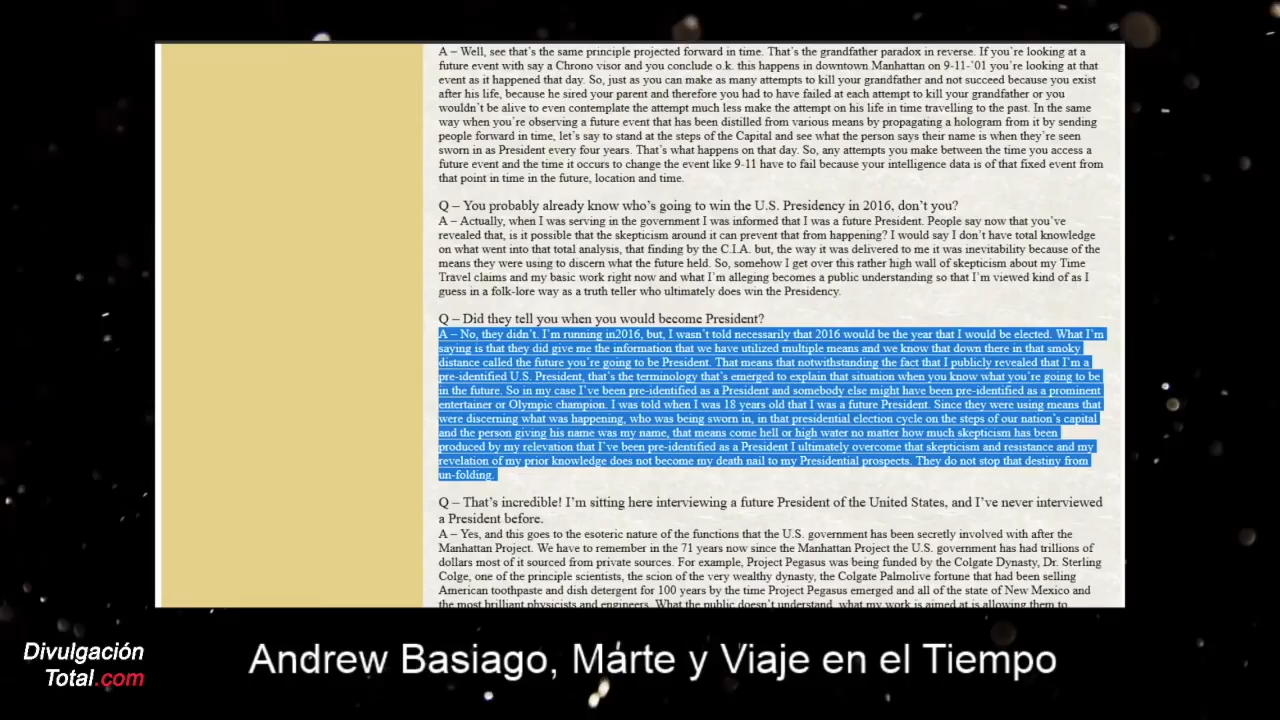 A – Well, see that's the same principle projected forward in time. That's the grandfather paradox in reverse. If you're looking at a
future event with say a Chrono visor and you conclude o.k. this happens in downtown Manhattan on 9-11-'01 you're looking at that
event as it happened that day. So, just as you can make as many attempts to kill your grandfather and not succeed because you exist
after his life, because he sired your parent and therefore you had to have failed at each attempt to kill your grandfather or you
wouldn't be alive to even contemplate the attempt much less make the attempt on his life in time travelling to the past. In the same
way when you're observing a future event that has been distilled from various means by propagating a hologram from it by sending
people forward in time, let's say to stand at the steps of the Capital and see what the person says their name is when they're seen
sworn in as President every four years. That's what happens on that day. So, any attempts you make between the time you access a
future event and the time it occurs to change the event like 9-11 have to fail because your intelligence data is of that fixed event from
that point in time in the future, location and time.
Q – You probably already know who's going to win the U.S. Presidency in 2016, don't you?
A – Actually, when I was serving in the government I was informed that I was a future President. People say now that you've
revealed that, is it possible that the skepticism around it can prevent that from happening? I would say I don't have total knowledge
on what went into that total analysis, that finding by the C.I.A. but, the way it was delivered to me it was inevitability because of the
means they were using to discern what the future held. So, somehow I get over this rather high wall of skepticism about my Time
Travel claims and my basic work right now and what I'm alleging becomes a public understanding so that I'm viewed kind of as I
guess in a folk-lore way as a truth teller who ultimately does win the Presidency.
Q – Did they tell you when you would become President?
A – No, they didn't. I'm running in2016, but, I wasn't told necessarily that 2016 would be the year that I would be elected. What I'm
saying is that they did give me the information that we have utilized multiple means and we know that down there in that smoky
distance called the future you're going to be President. That means that notwithstanding the fact that I publicly revealed that I'm a
pre-identified U.S. President, that's the terminology that's emerged to explain that situation when you know what you're going to be
in the future. So in my case I've been pre-identified as a President and somebody else might have been pre-identified as a prominent
entertainer or Olympic champion. I was told when I was 18 years old that I was a future President. Since they were using means that
were discerning what was happening, who was being sworn in, in that presidential election cycle on the steps of our nation's capital
and the person giving his name was my name, that means come hell or high water no matter how much skepticism has been
produced by my relevation that I've been pre-identified as a President I ultimately overcome that skepticism and resistance and my
revelation of my prior knowledge does not become my death nail to my Presidential prospects. They do not stop that destiny from
un-folding.
Q – That's incredible! I'm sitting here interviewing a future President of the United States, and I've never interviewed
a President before.
A – Yes, and this goes to the esoteric nature of the functions that the U.S. government has been secretly involved with after the
Manhattan Project. We have to remember in the 71 years now since the Manhattan Project the U.S. government has had trillions of
dollars most of it sourced from private sources. For example, Project Pegasus was being funded by the Colgate Dynasty, Dr. Sterling
Colge, one of the principle scientists, the scion of the very wealthy dynasty, the Colgate Palmolive fortune that had been selling
American toothpaste and dish detergent for 100 years by the time Project Pegasus emerged and all of the state of New Mexico and
the most brilliant physicists and engineers. What the public doesn't understand, what my work is aimed at is allowing them to
Divulgación
Total.com
Andrew Basiago, Márte y Viaje en el Tiempo